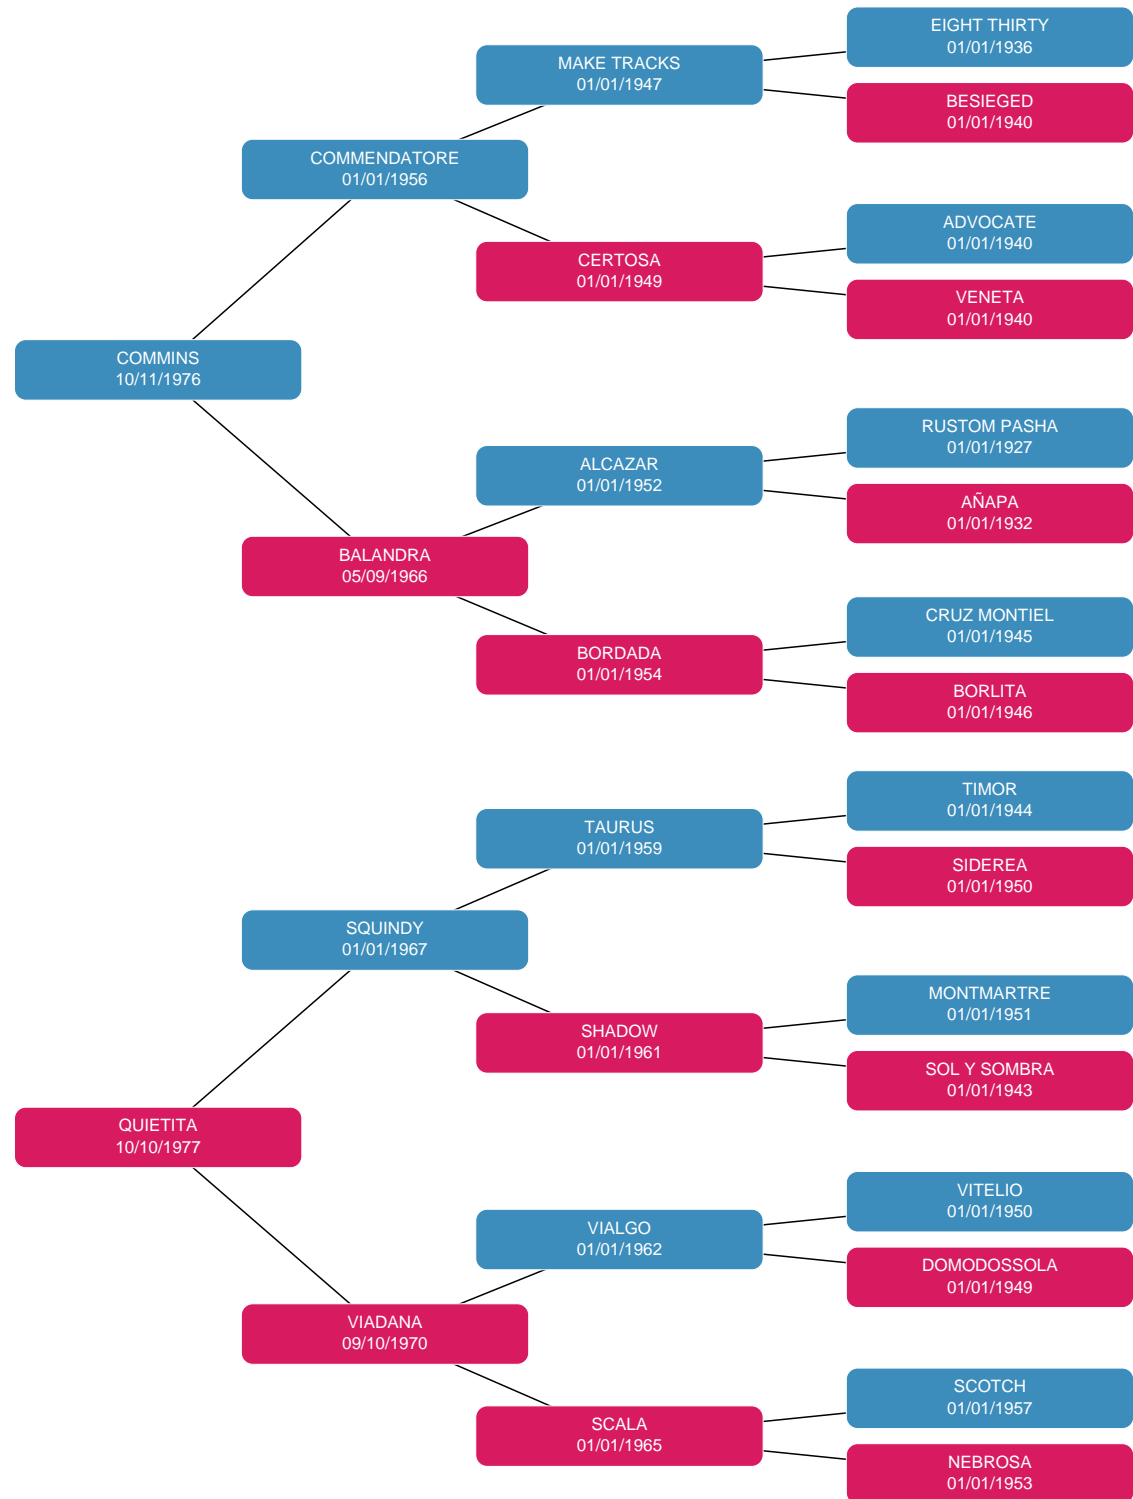 EIGHT THIRTY
01/01/1936
MAKE TRACKS
01/01/1947
BESIEGED
01/01/1940
COMMENDATORE
01/01/1956
ADVOCATE
01/01/1940
CERTOSA
01/01/1949
VENETA
01/01/1940
COMMINS
10/11/1976
RUSTOM PASHA
01/01/1927
ALCAZAR
01/01/1952
AÑAPA
01/01/1932
BALANDRA
05/09/1966
CRUZ MONTIEL
01/01/1945
BORDADA
01/01/1954
BORLITA
01/01/1946
TIMOR
01/01/1944
TAURUS
01/01/1959
SIDEREA
01/01/1950
SQUINDY
01/01/1967
MONTMARTRE
01/01/1951
SHADOW
01/01/1961
SOL Y SOMBRA
01/01/1943
QUIETITA
10/10/1977
VITELIO
01/01/1950
VIALGO
01/01/1962
DOMODOSSOLA
01/01/1949
VIADANA
09/10/1970
SCOTCH
01/01/1957
SCALA
01/01/1965
NEBROSA
01/01/1953